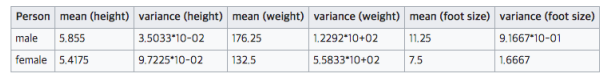 Person mean (height) variance (height) mean (weight) variance (weight) mean (foot size) variance (foot size)
male 5.855 3.5033*10-02 176.25 1.2292*10+02 11.25 9.1667*10-01
female 5.4175 9.7225*10-02 132.5 5.5833*10+02 7.5 1.6667